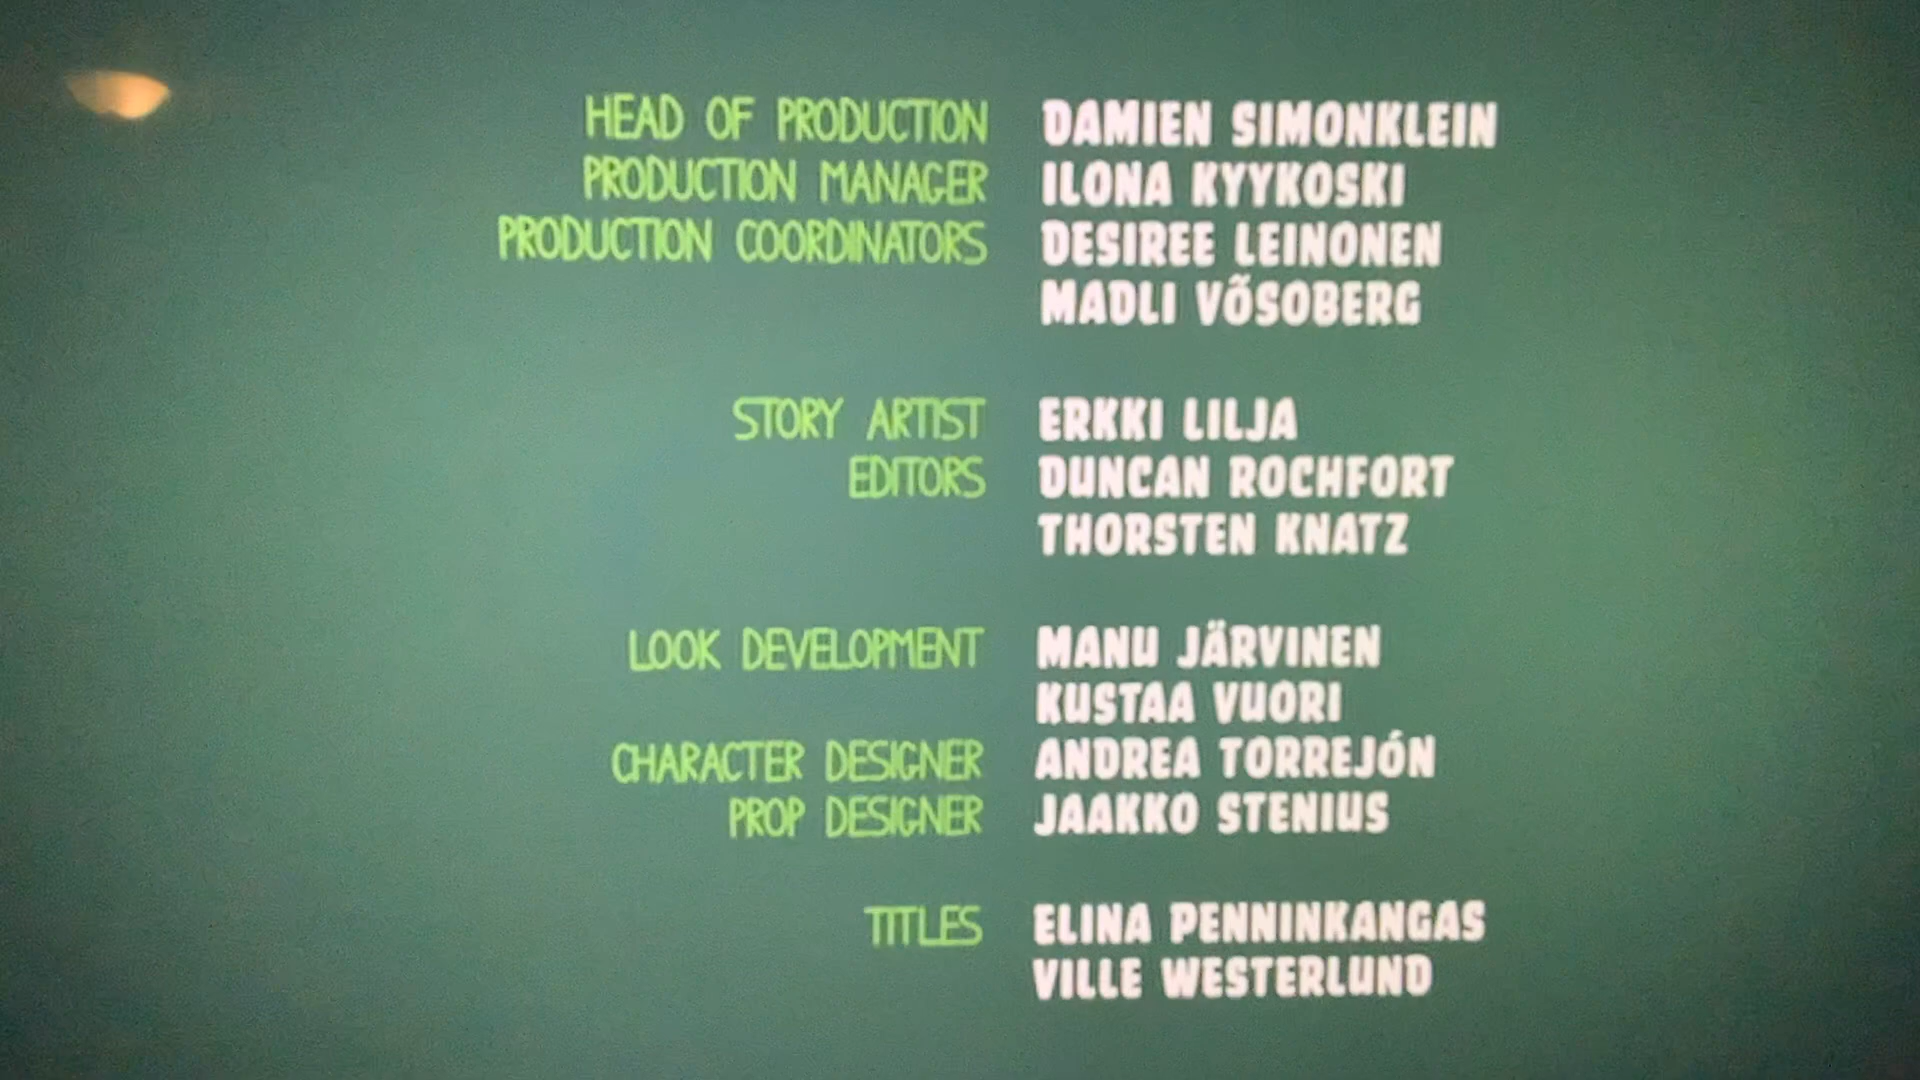 HEAD OF PRODUCTION DAMIEN SIMONKLEIN
PRODUCTION MANAGER ILONA KYYKOSKI
PRODUCTION COORDINATORS DESIREE LEINONEN
MADLI VÕSOBERG
STORY ARTIST ERKKI LILJA
EDITORS DUNCAN ROCHFORT
THORSTEN KNATZ
LOOK DEVELOPMENT MANU JÄRVINEN
KUSTAA VUORI
CHARACTER DESIGNER ANDREA TORREJÓN
PROP DESIGNER JAAKKO STENIUS
TITLES ELINA PENNINKANGAS
VILLE WESTERLUND